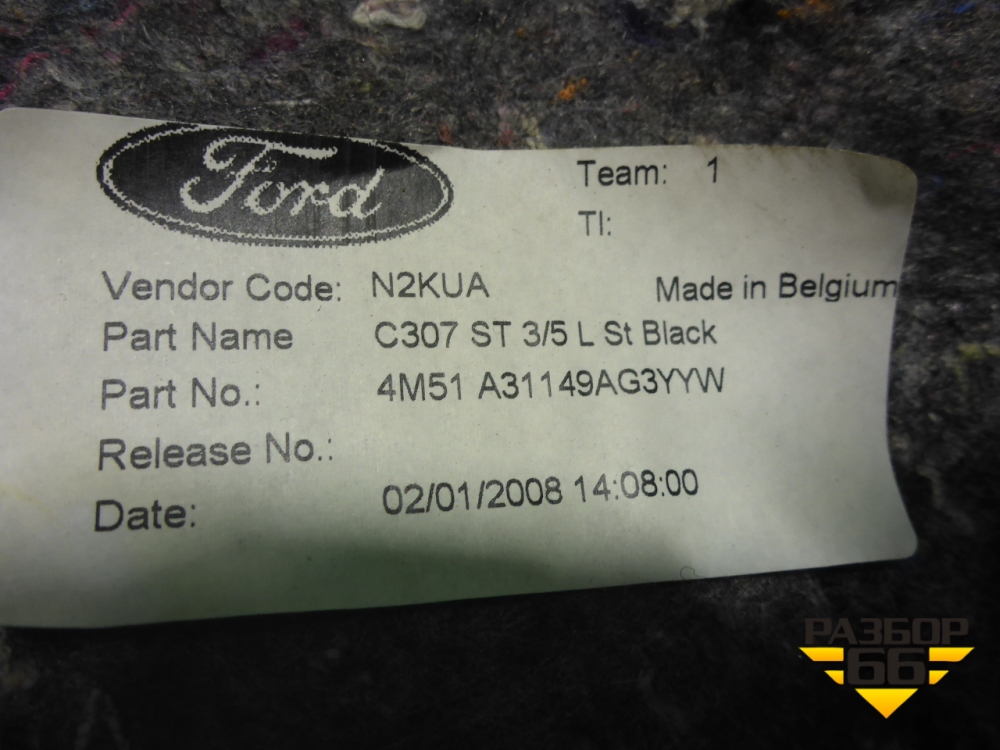 Ford
Team: 1
TI:
Vendor Code: N2KUA Made in Belgium
Part Name C307 ST 3/5 L St Black
Part No.: 4M51 A31149AG3YYW
Release No.:
Date: 02/01/2008 14:08:00
РАЗБОР
66